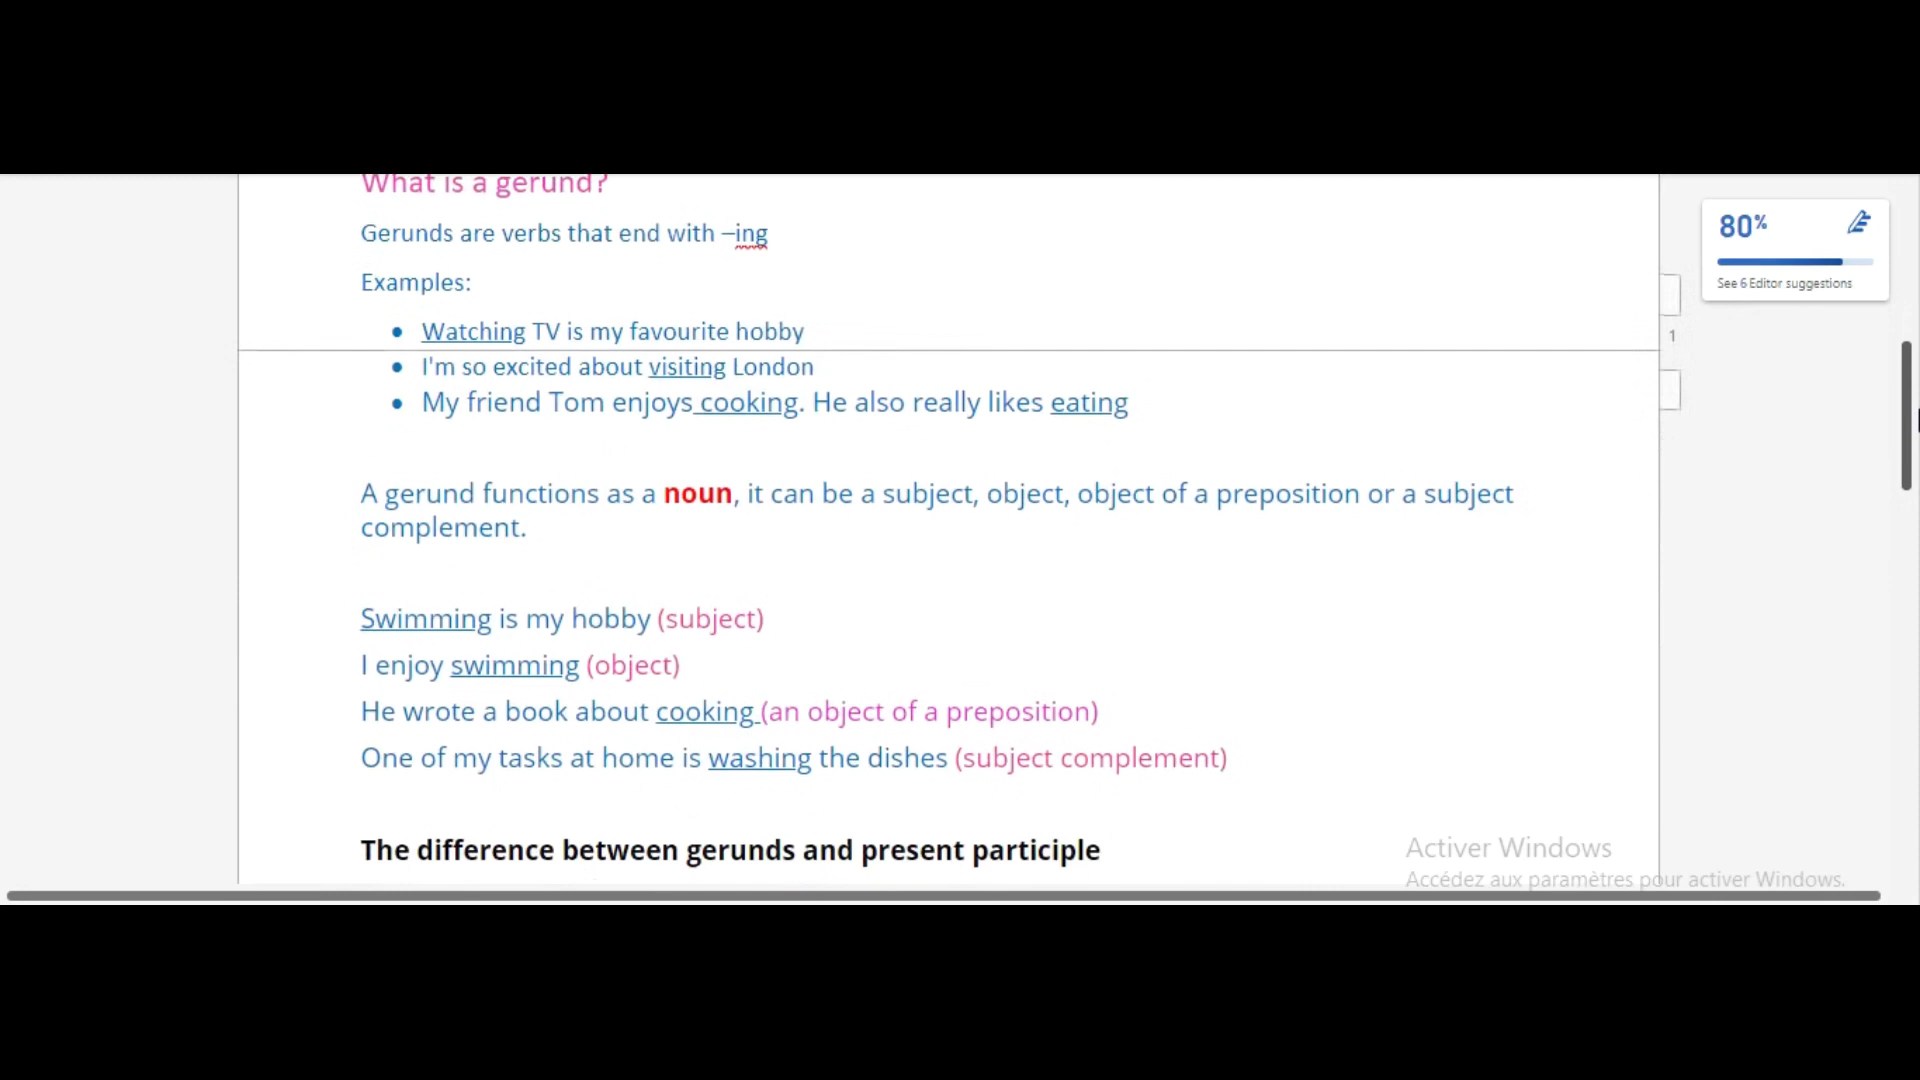 What is a gerund?
Gerunds are verbs that end with –ing
80%
Examples:
See 6 Editor suggestions
• Watching TV is my favourite hobby
1
• I'm so excited about visiting London
• My friend Tom enjoys cooking. He also really likes eating
A gerund functions as a noun, it can be a subject, object, object of a preposition or a subject
complement.
Swimming is my hobby (subject)
I enjoy swimming (object)
He wrote a book about cooking (an object of a preposition)
One of my tasks at home is washing the dishes (subject complement)
The difference between gerunds and present participle
Activer Windows
Accédez aux paramètres pour activer Windows.